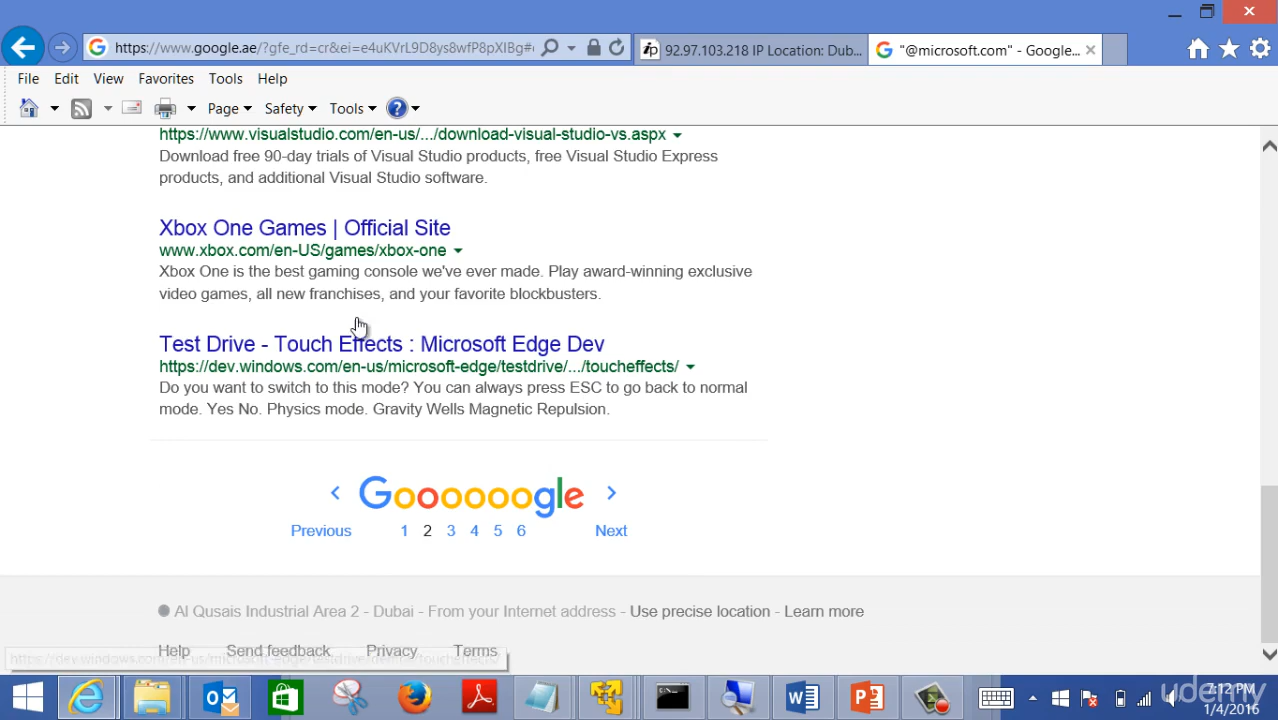 https://www.google.ae/?gfe_rd=cr&ei=e4uKVrL9D8ys8wfP8pXIBg#
92.97.103.218 IP Location: Dub...
"@microsoft.com" - Google...
File Edit View Favorites Tools Help
Page Safety Tools
https://www.visualstudio.com/en-us/.../download-visual-studio-vs.aspx
Download free 90-day trials of Visual Studio products, free Visual Studio Express
products, and additional Visual Studio software.
Xbox One Games | Official Site
www.xbox.com/en-US/games/xbox-one
Xbox One is the best gaming console we've ever made. Play award-winning exclusive
video games, all new franchises, and your favorite blockbusters.
Test Drive - Touch Effects : Microsoft Edge Dev
https://dev.windows.com/en-us/microsoft-edge/testdrive/.../toucheffects/
Do you want to switch to this mode? You can always press ESC to go back to normal
mode. Yes No. Physics mode. Gravity Wells Magnetic Repulsion.
Goooooogle
Previous 1 2 3 4 5 6 Next
Al Qusais Industrial Area 2 - Dubai - From your Internet address - Use precise location - Learn more
Help Send feedback Privacy Terms
7:12 PM
1/4/2016
udemy